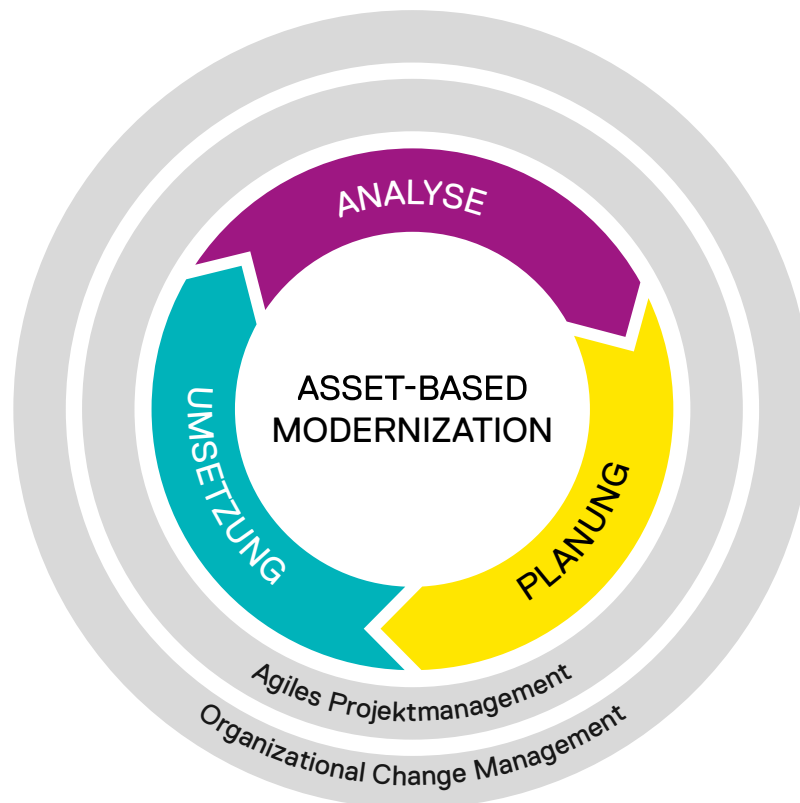 ANALYSE
ASSET-BASED
MODERNIZATION
UMSETZUNG
PLANUNG
Agiles Projektmanagement
Organizational Change Management